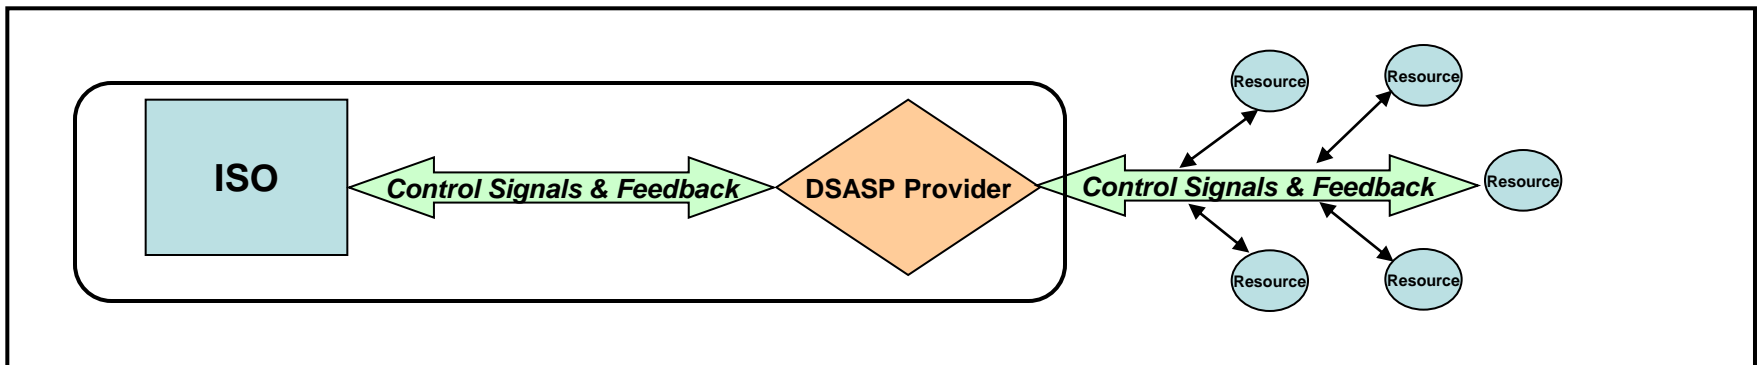 Resource
Resource
ISO
Control Signals & Feedback
DSASP Provider
Control Signals & Feedback
Resource
Resource
Resource